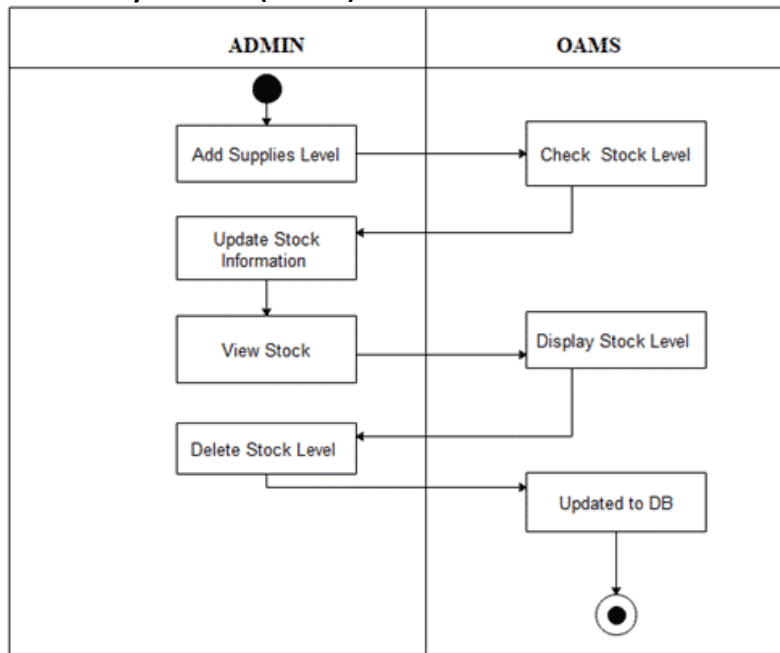 ADMIN
OAMS
Add Supplies Level
Check Stock Level
Update Stock
Information
View Stock
Display Stock Level
Delete Stock Level
Updated to DB